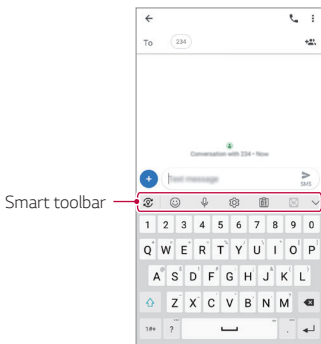 To 234
Conversation with 234 • Now
Text message
SMS
Smart toolbar
1 2 3 4 5 6 7 8 9 0
Q W E R T Y U I O P
A S D F G H J K L
Z X C V B N M
1#+ ? .